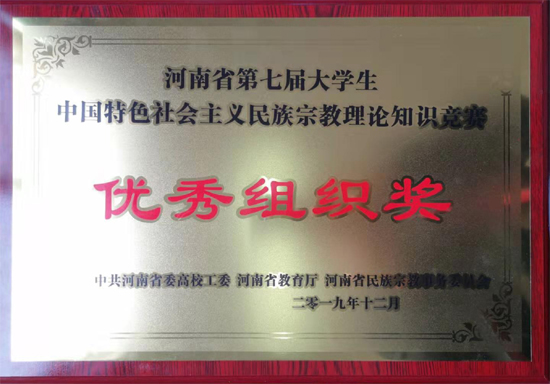 河南省第七届大学生
中国特色社会主义民族宗教理论知识竞赛
优秀组织奖
中共河南省委高校工委 河南省教育厅 河南省民族宗教事务委员会
二零一九年十二月